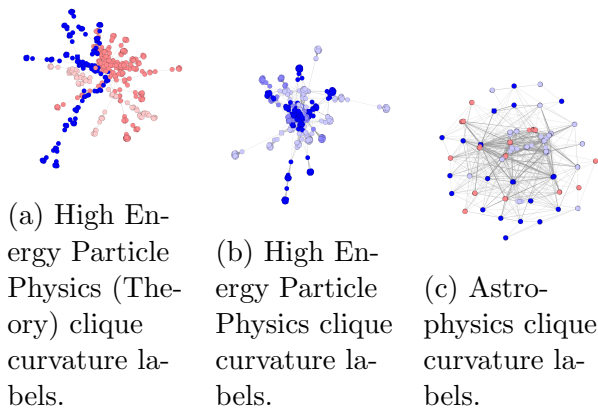 (a) High En-
ergy Particle
Physics (The-
ory) clique
curvature la-
bels.
(b) High En-
ergy Particle
Physics clique
curvature la-
bels.
(c) Astro-
physics clique
curvature la-
bels.